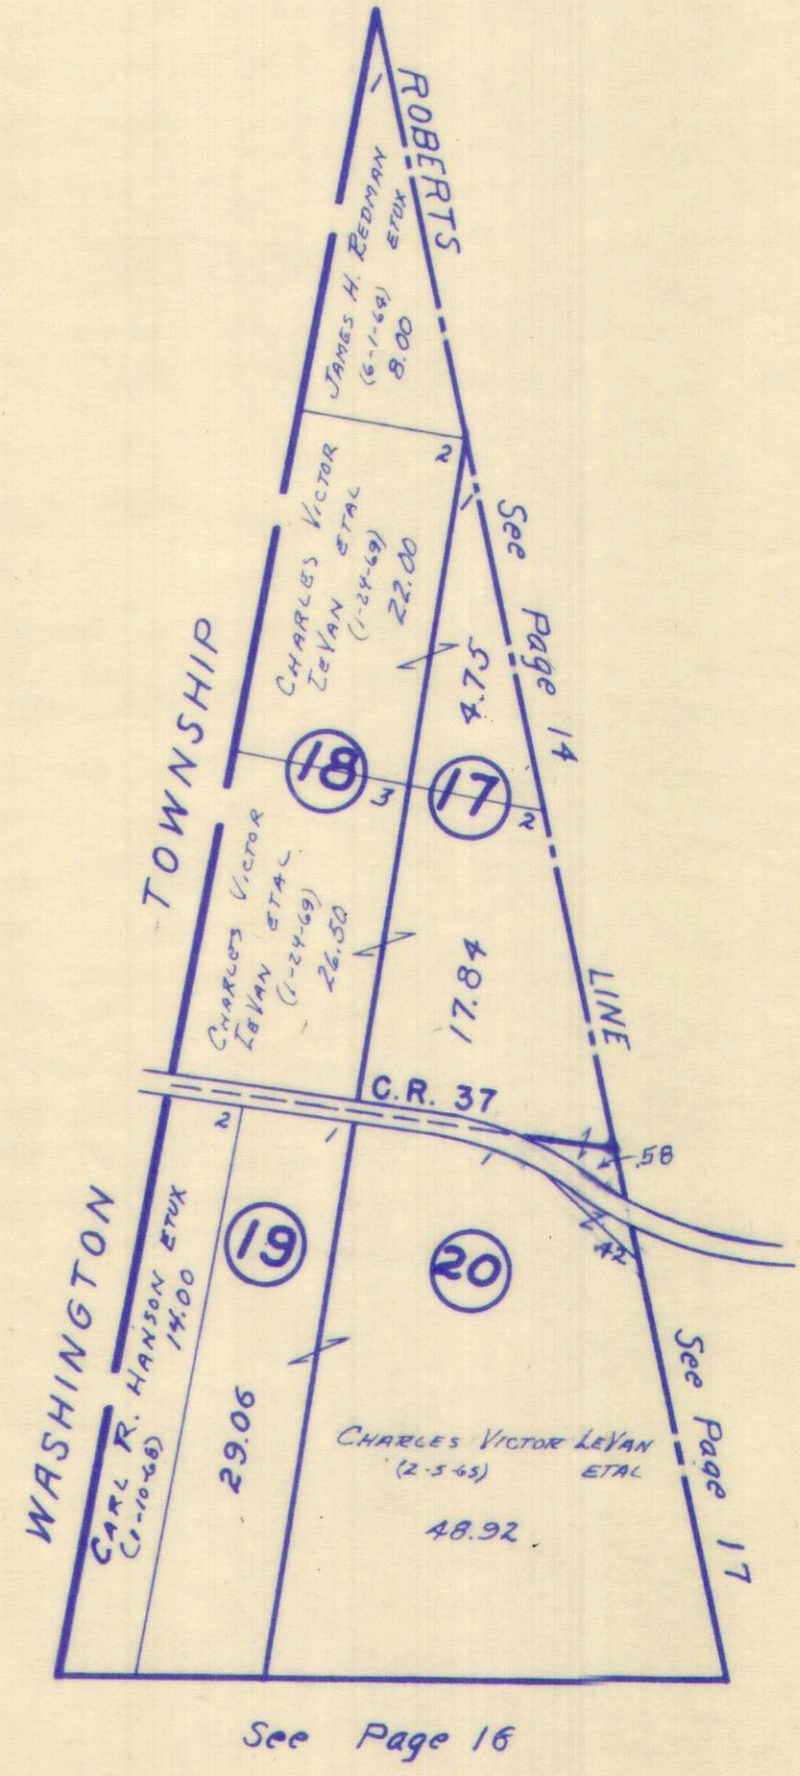 1
ROBERTS
JAMES H. REDMAN
ETUX
(6-1-64)
8.00
2
1
See Page 14
CHARLES VICTOR
LEVAN ETAL
(1-24-69)
22.00
4.75
TOWNSHIP
18
3
17
2
CHARLES VICTOR
LEVAN ETAL
(1-24-69)
26.50
17.84
LINE
C.R. 37
2
1
1
.58
.42
WASHINGTON
CARL R. HANSON ETUX
(1-10-68)
14.00
19
20
29.06
CHARLES VICTOR LEVAN
(2-5-65) ETAL
48.92
See Page 17
See Page 16